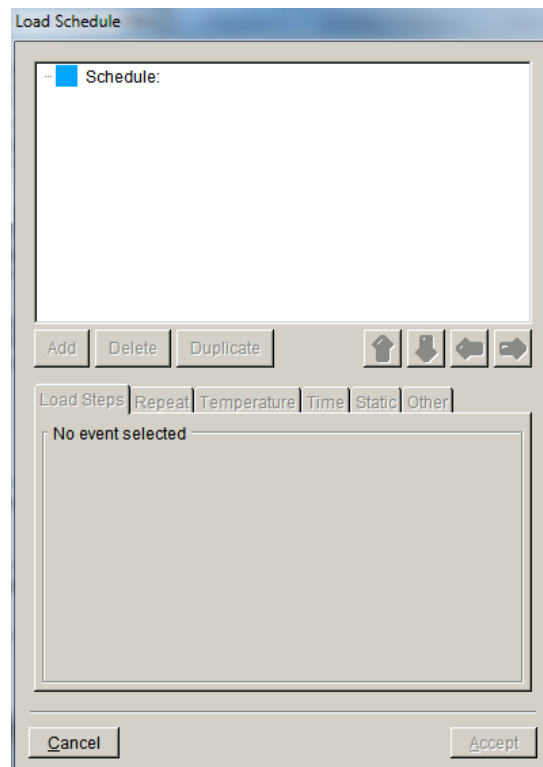 Load Schedule
Schedule:
Add Delete Duplicate
Load Steps Repeat Temperature Time Static Other
No event selected
Cancel Accept